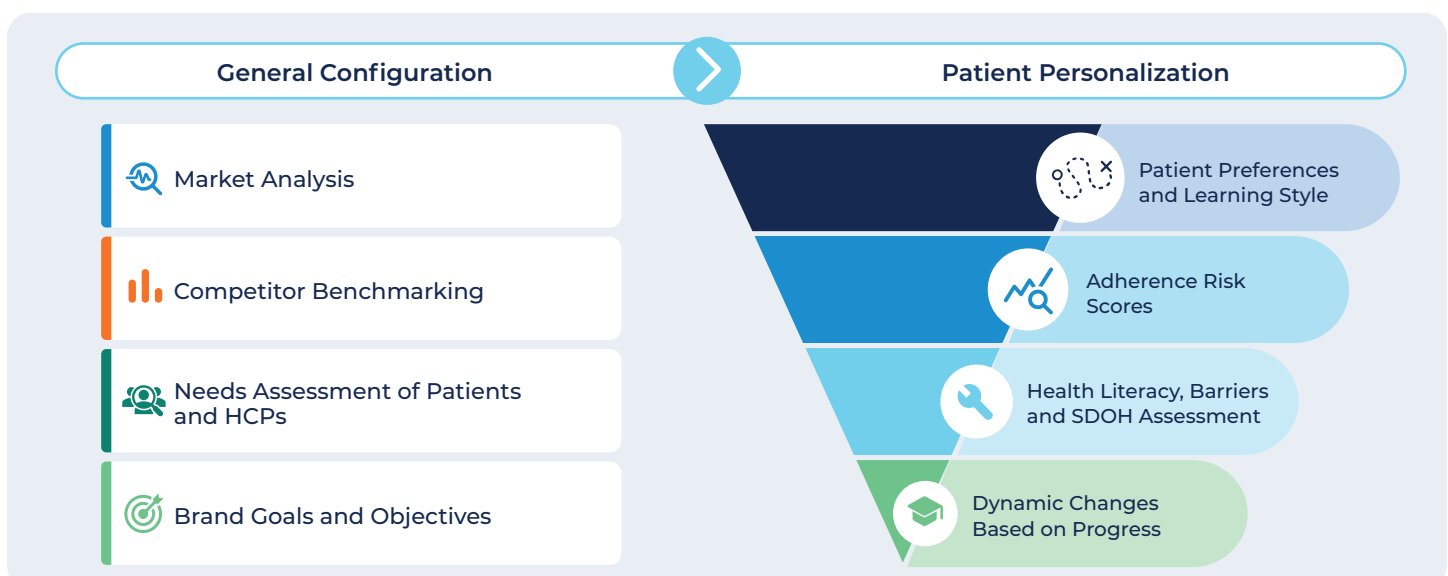 General Configuration
Patient Personalization
Market Analysis
Competitor Benchmarking
Needs Assessment of Patients
and HCPs
Brand Goals and Objectives
Patient Preferences
and Learning Style
Adherence Risk
Scores
Health Literacy, Barriers
and SDOH Assessment
Dynamic Changes
Based on Progress